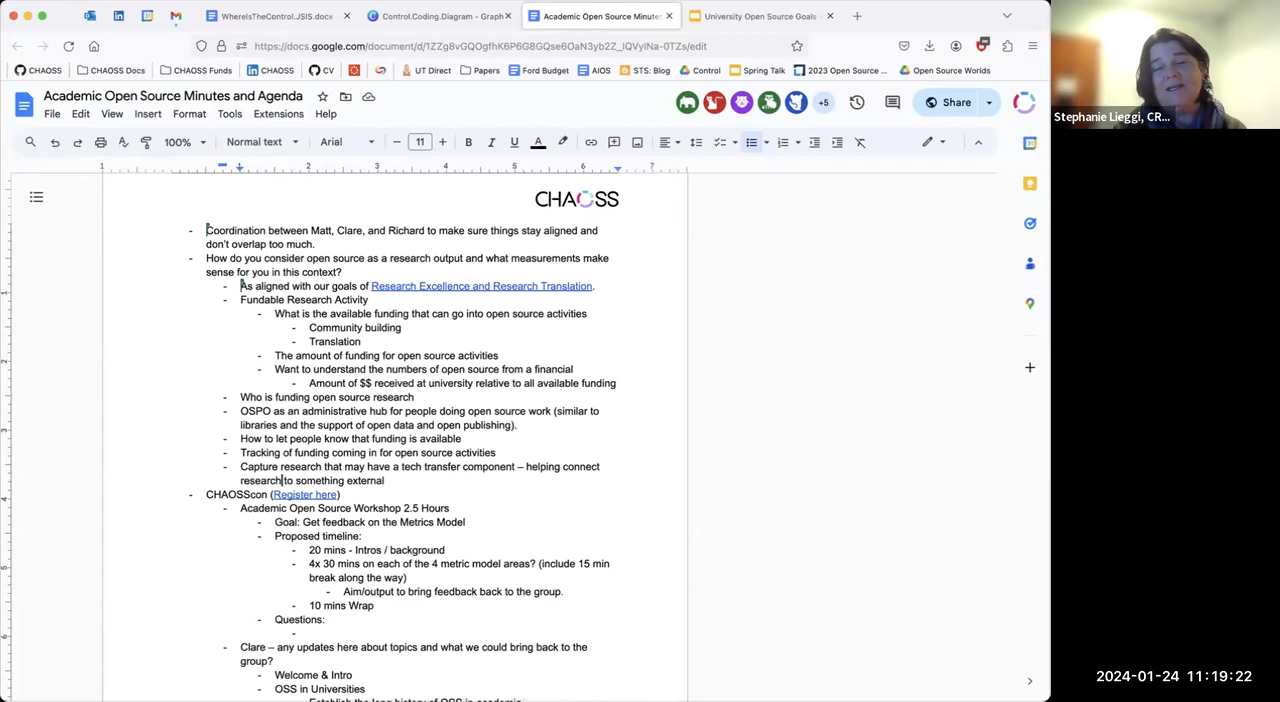 WhereIsTheControl.JSIS.docx
Control.Coding.Diagram - Graph
Academic Open Source Minute
University Open Source Goals -
https://docs.google.com/document/d/1ZZg8vGQOgfhK6P6G8GQse6OaN3yb2Z_lQVylNa-0TZs/edit
CHAOSS
CHAOSS Docs
CHAOSS Funds
CHAOSS
CV
UT Direct
Papers
Ford Budget
AIOS
STS: Blog
Control
Spring Talk
2023 Open Source ...
Open Source Worlds
Academic Open Source Minutes and Agenda
File Edit View Insert Format Tools Extensions Help
+5
Share
100% Normal text Arial 11 B I U A
1 2 3 4 5 6 7
CHAOSS
- Coordination between Matt, Clare, and Richard to make sure things stay aligned and
don't overlap too much.
- How do you consider open source as a research output and what measurements make
sense for you in this context?
- As aligned with our goals of Research Excellence and Research Translation.
- Fundable Research Activity
- What is the available funding that can go into open source activities
- Community building
- Translation
- The amount of funding for open source activities
- Want to understand the numbers of open source from a financial
- Amount of $$ received at university relative to all available funding
- Who is funding open source research
- OSPO as an administrative hub for people doing open source work (similar to
libraries and the support of open data and open publishing).
- How to let people know that funding is available
- Tracking of funding coming in for open source activities
- Capture research that may have a tech transfer component – helping connect
research to something external
- CHAOSScon (Register here)
- Academic Open Source Workshop 2.5 Hours
- Goal: Get feedback on the Metrics Model
- Proposed timeline:
- 20 mins - Intros / background
- 4x 30 mins on each of the 4 metric model areas? (include 15 min
break along the way)
- Aim/output to bring feedback back to the group.
- 10 mins Wrap
- Questions:
-
- Clare – any updates here about topics and what we could bring back to the
group?
- Welcome & Intro
- OSS in Universities
Stephanie Lieggi, CR...
2024-01-24 11:19:22